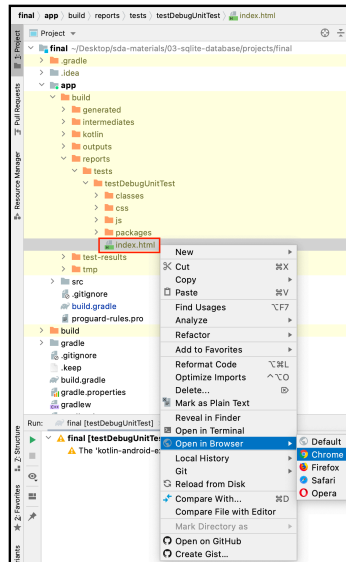 final › app › build › reports › tests › testDebugUnitTest › index.html
1: Project
Project
final ~/Desktop/sda-materials/03-sqlite-database/projects/final
.gradle
.idea
app
build
generated
intermediates
kotlin
outputs
reports
tests
testDebugUnitTest
classes
css
js
packages
index.html
test-results
tmp
src
.gitignore
build.gradle
proguard-rules.pro
build
gradle
.gitignore
.keep
build.gradle
gradle.properties
gradlew
Pull Requests
Resource Manager
New
Cut ⌘X
Copy
Paste ⌘V
Find Usages ⌥F7
Analyze
Refactor
Add to Favorites
Reformat Code ⌥⌘L
Optimize Imports ^⌥O
Delete... ⌦
Mark as Plain Text
Reveal in Finder
Open in Terminal
Open in Browser
Local History
Git
Reload from Disk
Compare With... ⌘D
Compare File with Editor
Mark Directory as
Open on GitHub
Create Gist...
Default
Chrome
Firefox
Safari
Opera
Run: final [testDebugUnitTest]
final [testDebugUnitTe
The 'kotlin-android-e
Z: Structure
2: Favorites
iants